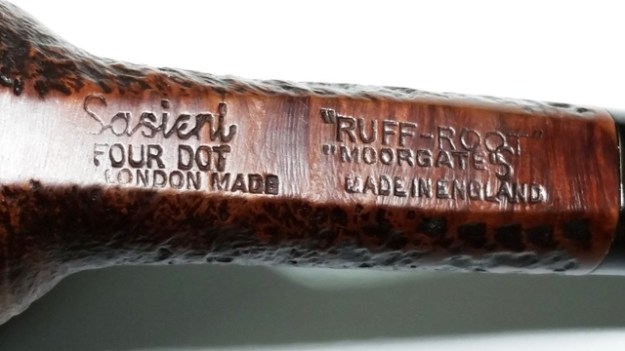 Sasieni
FOUR DOT
LONDON MADE
"RUFF-ROOT"
"MOORGATE" S
MADE IN ENGLAND